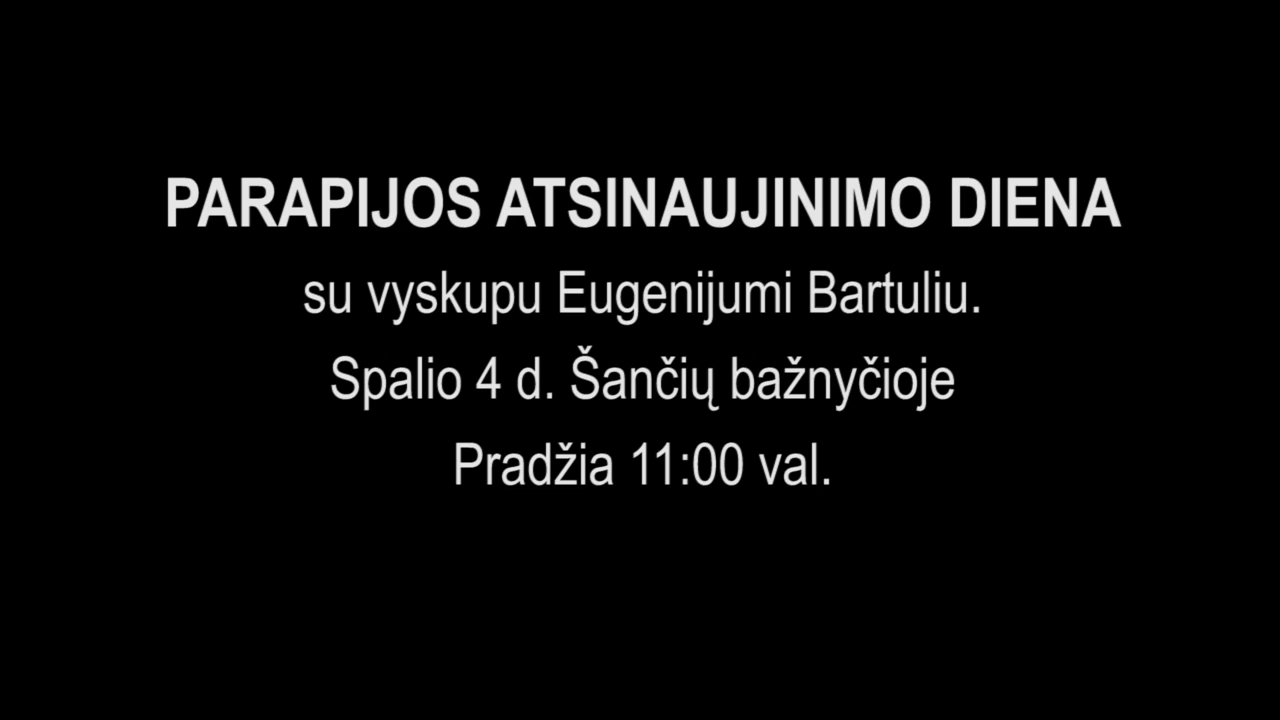 PARAPIJOS ATSINAUJINIMO DIENA
su vyskupu Eugenijumi Bartuliu.
Spalio 4 d. Šančių bažnyčioje
Pradžia 11:00 val.